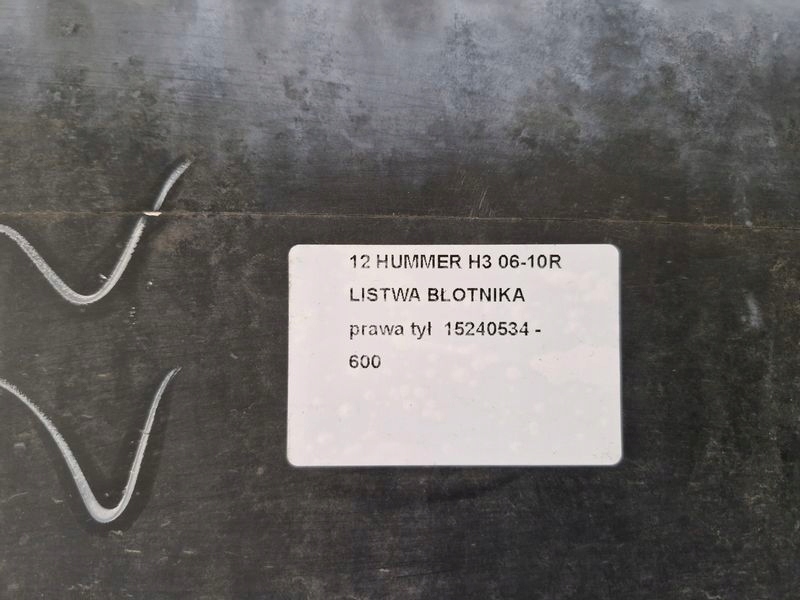 12 HUMMER H3 06-10R
LISTWA BŁOTNIKA
prawa tył 15240534 -
600